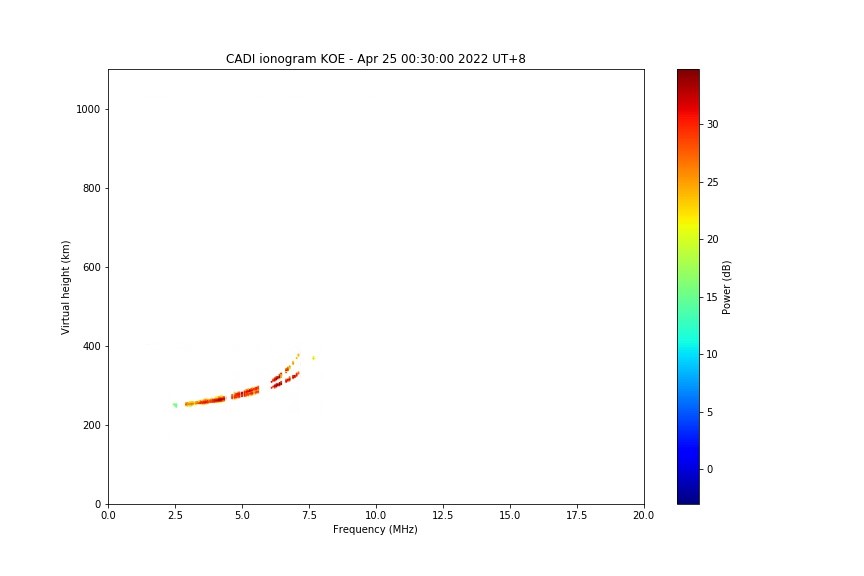 CADI ionogram KOE - Apr 25 00:30:00 2022 UT+8
1000
800
600
400
200
0
Virtual height (km)
0.0 2.5 5.0 7.5 10.0 12.5 15.0 17.5 20.0
Frequency (MHz)
30
25
20
15
10
5
0
Power (dB)